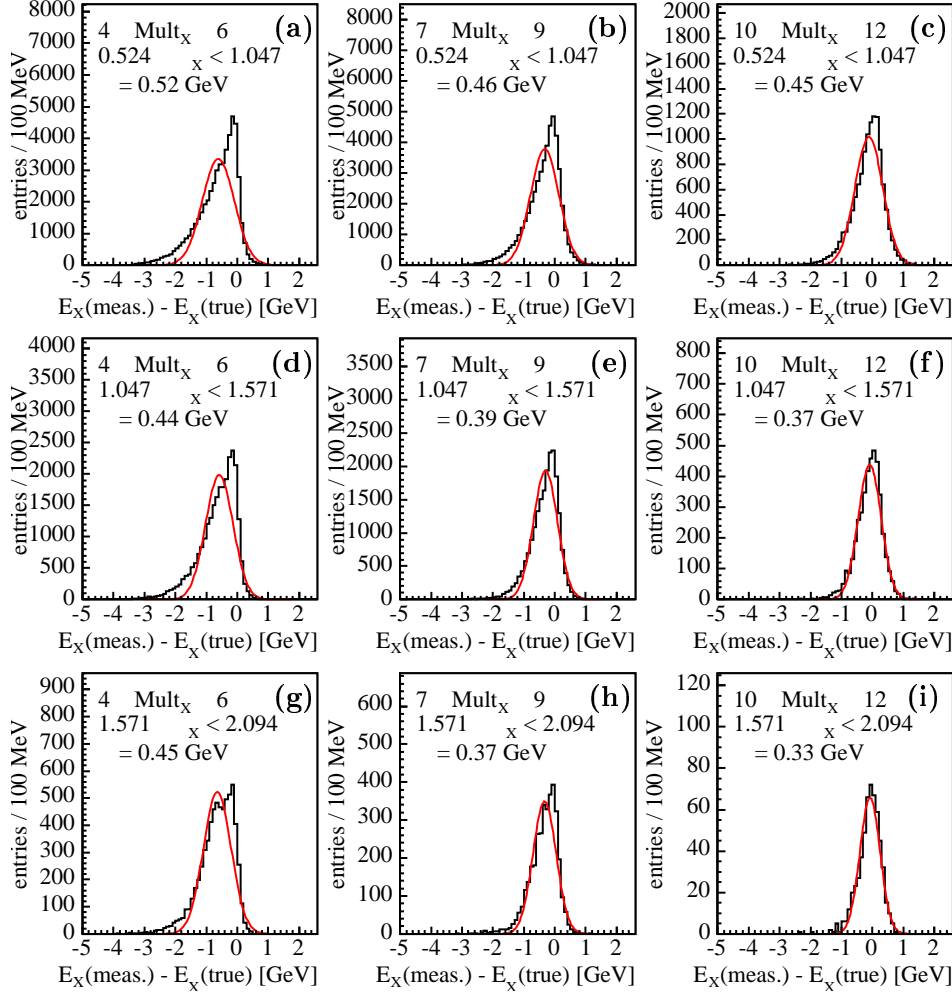 (a)
4 Mult_X 6
0.524 _X < 1.047
= 0.52 GeV
entries / 100 MeV
8000
7000
6000
5000
4000
3000
2000
1000
0
-5 -4 -3 -2 -1 0 1 2
E_X(meas.) - E_X(true) [GeV]
(b)
7 Mult_X 9
0.524 _X < 1.047
= 0.46 GeV
entries / 100 MeV
8000
7000
6000
5000
4000
3000
2000
1000
0
-5 -4 -3 -2 -1 0 1 2
E_X(meas.) - E_X(true) [GeV]
(c)
10 Mult_X 12
0.524 _X < 1.047
= 0.45 GeV
entries / 100 MeV
2000
1800
1600
1400
1200
1000
800
600
400
200
0
-5 -4 -3 -2 -1 0 1 2
E_X(meas.) - E_X(true) [GeV]
(d)
4 Mult_X 6
1.047 _X < 1.571
= 0.44 GeV
entries / 100 MeV
4000
3500
3000
2500
2000
1500
1000
500
0
-5 -4 -3 -2 -1 0 1 2
E_X(meas.) - E_X(true) [GeV]
(e)
7 Mult_X 9
1.047 _X < 1.571
= 0.39 GeV
entries / 100 MeV
3500
3000
2500
2000
1500
1000
500
0
-5 -4 -3 -2 -1 0 1 2
E_X(meas.) - E_X(true) [GeV]
(f)
10 Mult_X 12
1.047 _X < 1.571
= 0.37 GeV
entries / 100 MeV
800
700
600
500
400
300
200
100
0
-5 -4 -3 -2 -1 0 1 2
E_X(meas.) - E_X(true) [GeV]
(g)
4 Mult_X 6
1.571 _X < 2.094
= 0.45 GeV
entries / 100 MeV
900
800
700
600
500
400
300
200
100
0
-5 -4 -3 -2 -1 0 1 2
E_X(meas.) - E_X(true) [GeV]
(h)
7 Mult_X 9
1.571 _X < 2.094
= 0.37 GeV
entries / 100 MeV
600
500
400
300
200
100
0
-5 -4 -3 -2 -1 0 1 2
E_X(meas.) - E_X(true) [GeV]
(i)
10 Mult_X 12
1.571 _X < 2.094
= 0.33 GeV
entries / 100 MeV
120
100
80
60
40
20
0
-5 -4 -3 -2 -1 0 1 2
E_X(meas.) - E_X(true) [GeV]